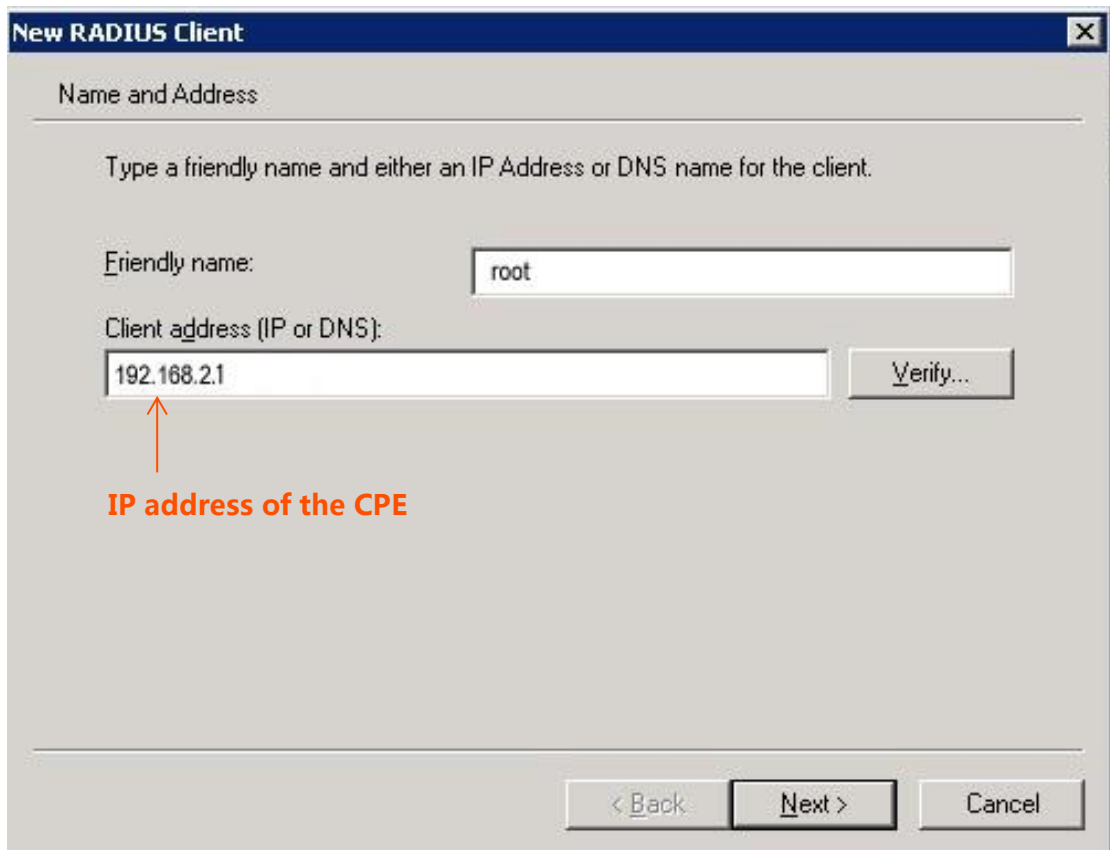 New RADIUS Client
Name and Address
Type a friendly name and either an IP Address or DNS name for the client.
Friendly name:
root
Client address (IP or DNS):
192.168.2.1
Verify...
IP address of the CPE
< Back
Next >
Cancel